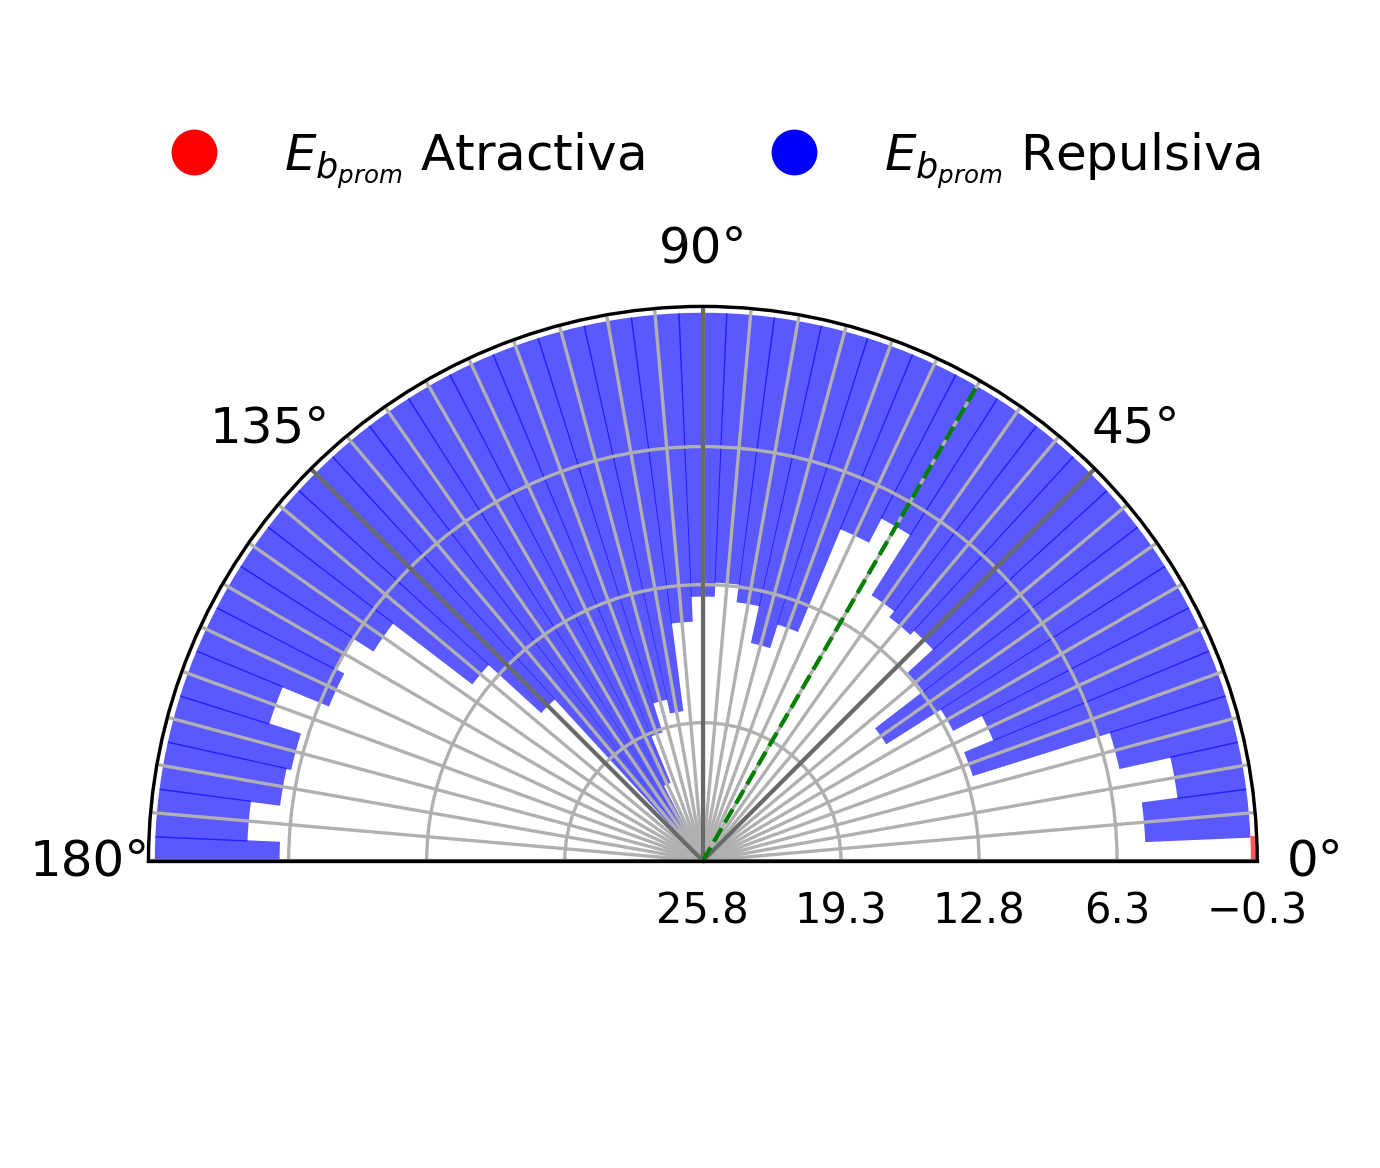 E_{b_{prom}} Atractiva E_{b_{prom}} Repulsiva
90°
135° 45°
180° 0°
25.8 19.3 12.8 6.3 −0.3